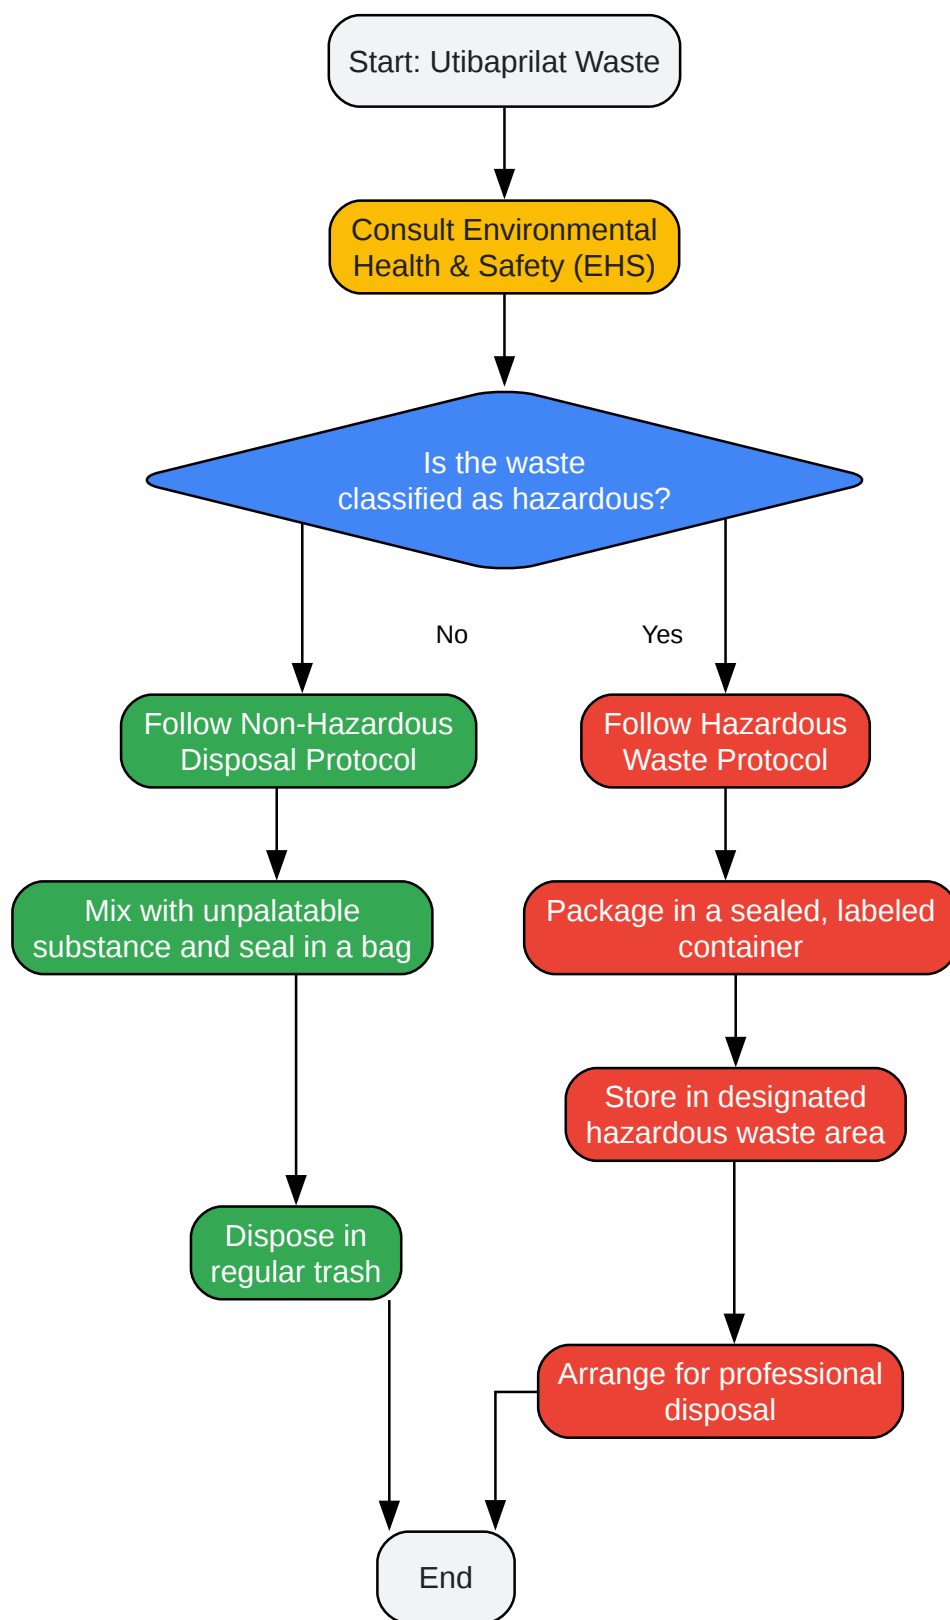 Start: Utibaprilat Waste
Consult Environmental
Health & Safety (EHS)
Is the waste
classified as hazardous?
No
Yes
Follow Non-Hazardous
Disposal Protocol
Follow Hazardous
Waste Protocol
Mix with unpalatable
substance and seal in a bag
Package in a sealed, labeled
container
Store in designated
hazardous waste area
Dispose in
regular trash
Arrange for professional
disposal
End